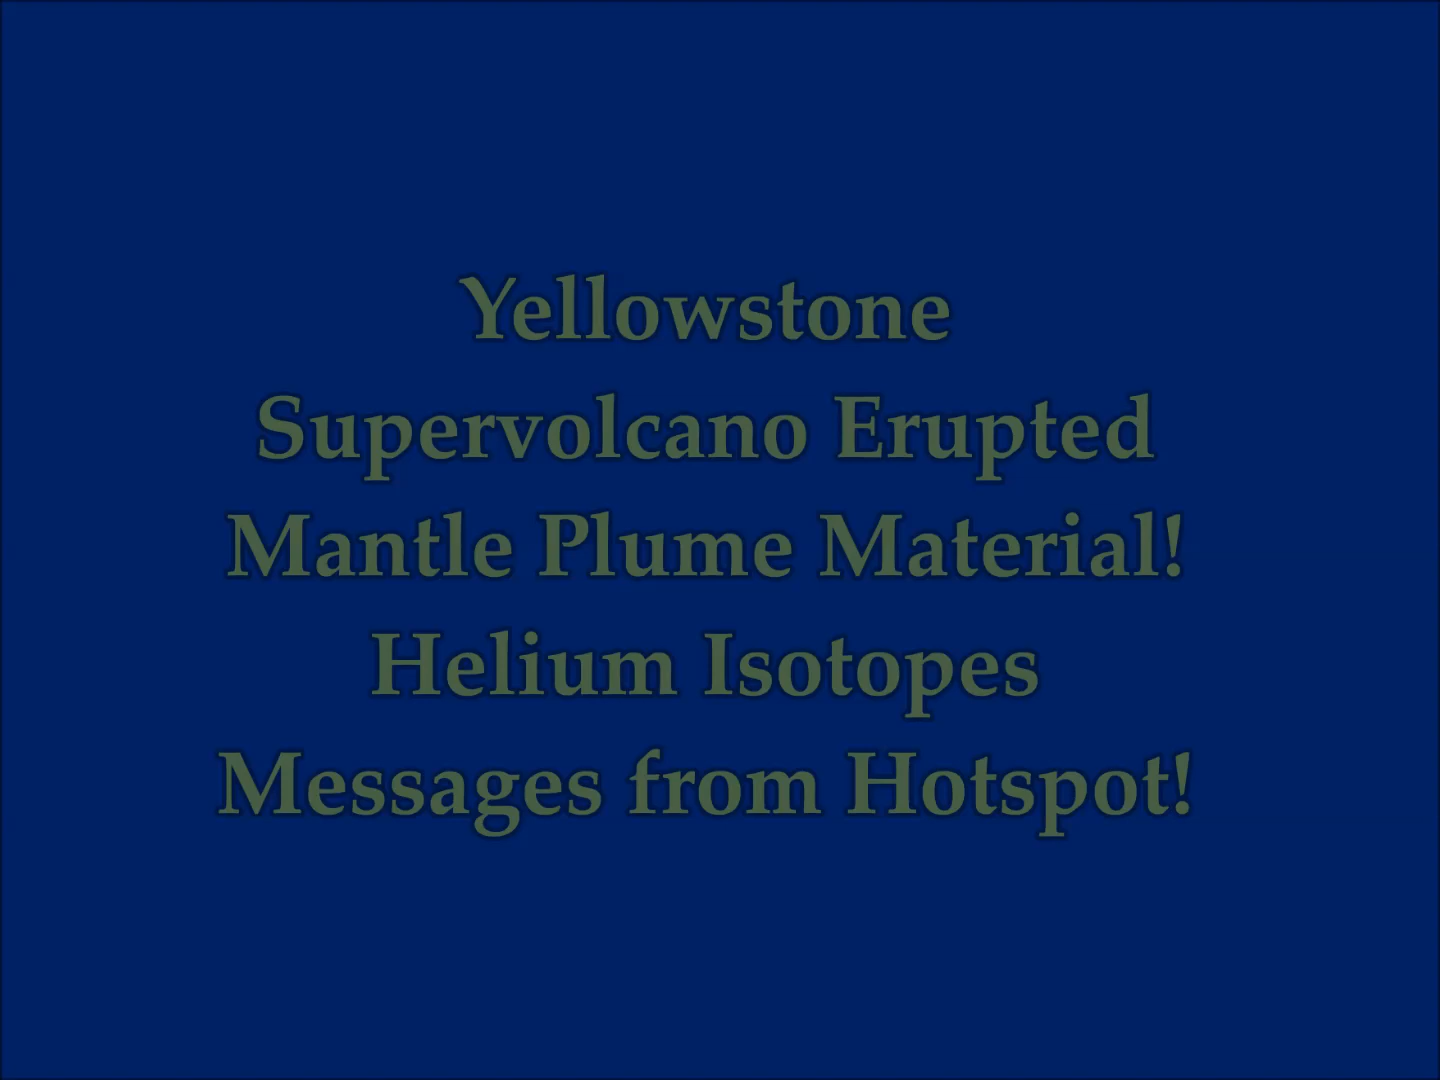 Yellowstone
Supervolcano Erupted
Mantle Plume Material!
Helium Isotopes
Messages from Hotspot!